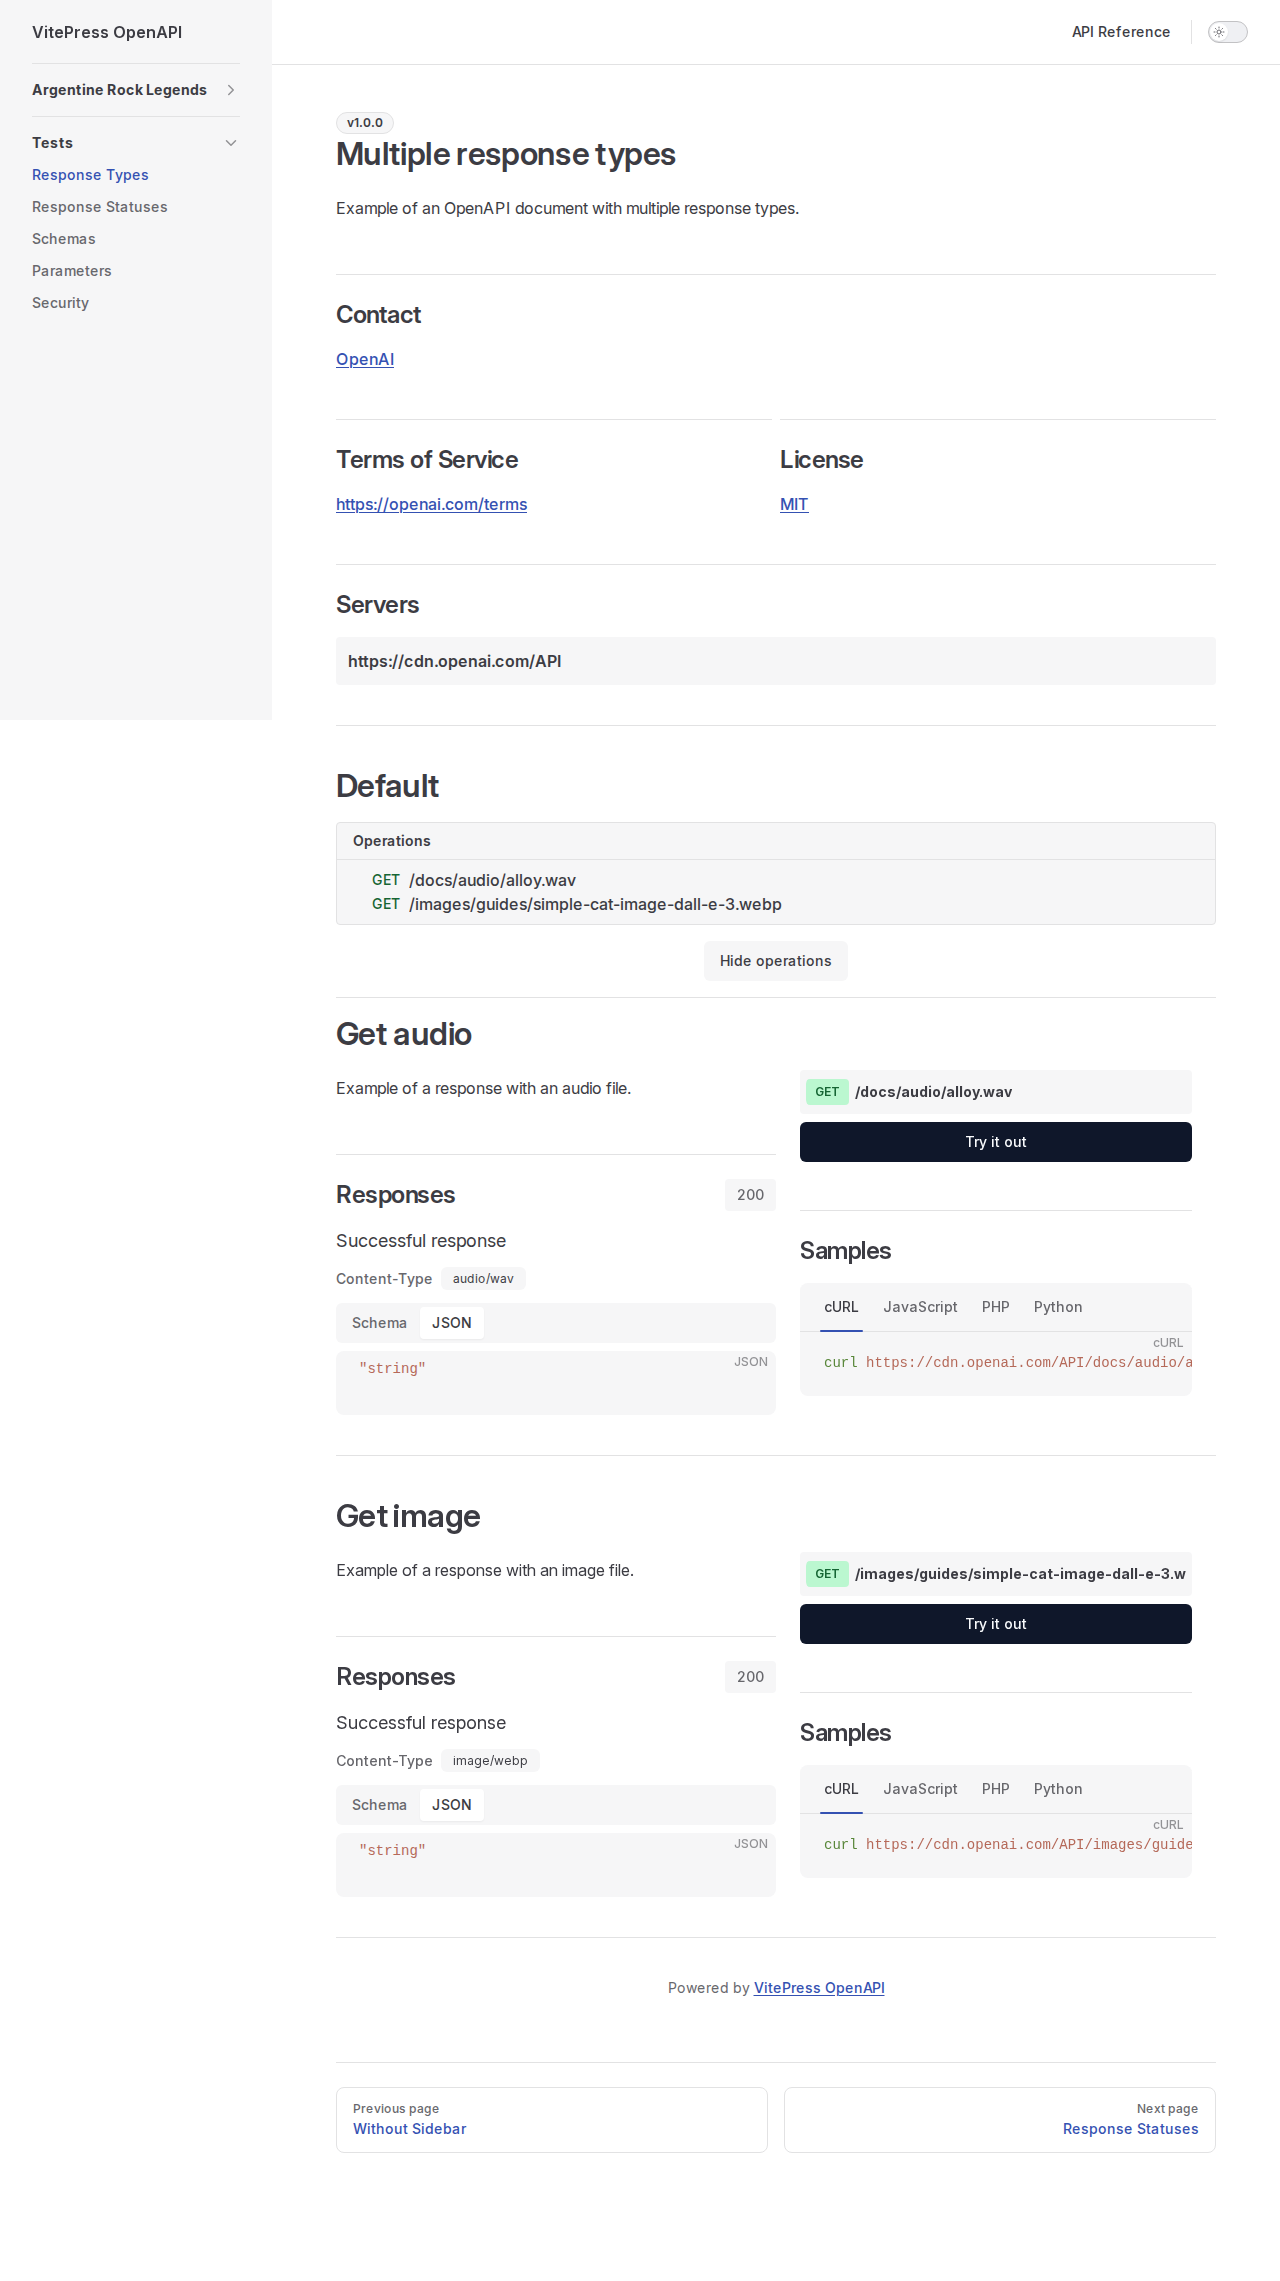 VitePress OpenAPI
API Reference
Argentine Rock Legends
Tests
Response Types
Response Statuses
Schemas
Parameters
Security
v1.0.0
Multiple response types
Example of an OpenAPI document with multiple response types.
Contact
OpenAI
Terms of Service
https://openai.com/terms
License
MIT
Servers
https://cdn.openai.com/API
Default
Operations
GET /docs/audio/alloy.wav
GET /images/guides/simple-cat-image-dall-e-3.webp
Hide operations
Get audio
Example of a response with an audio file.
Responses
200
Successful response
Content-Type audio/wav
Schema JSON
JSON
"string"
GET /docs/audio/alloy.wav
Try it out
Samples
cURL JavaScript PHP Python
cURL
curl https://cdn.openai.com/API/docs/audio/a
Get image
Example of a response with an image file.
Responses
200
Successful response
Content-Type image/webp
Schema JSON
JSON
"string"
GET /images/guides/simple-cat-image-dall-e-3.w
Try it out
Samples
cURL JavaScript PHP Python
cURL
curl https://cdn.openai.com/API/images/guide
Powered by VitePress OpenAPI
Previous page
Without Sidebar
Next page
Response Statuses